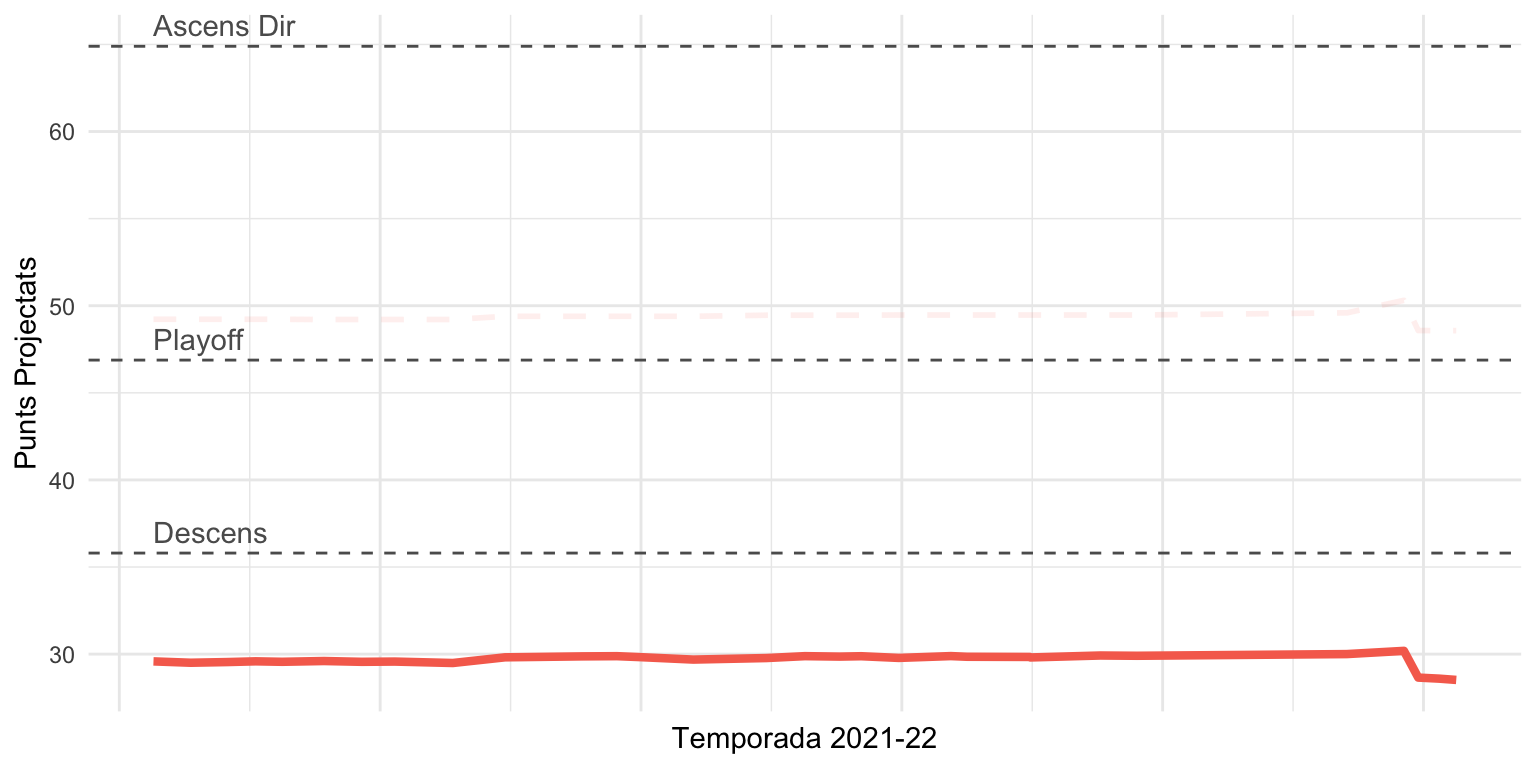 Ascens Dir
60
50
Playoff
Punts Projectats
40
Descens
30
Temporada 2021-22